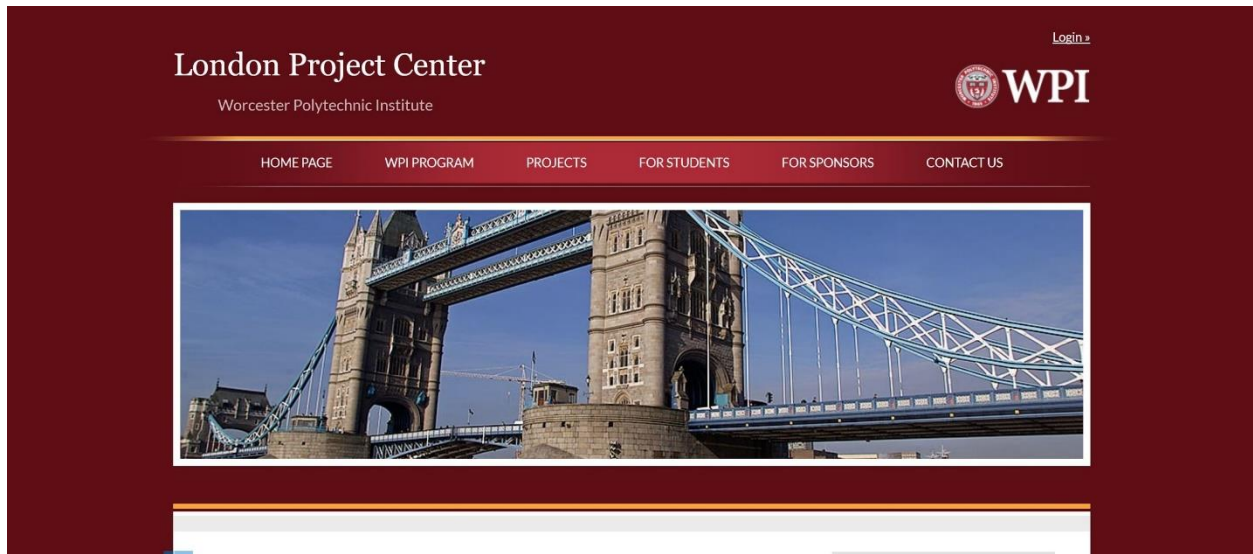 Login »
London Project Center
WPI
Worcester Polytechnic Institute
HOME PAGE WPI PROGRAM PROJECTS FOR STUDENTS FOR SPONSORS CONTACT US